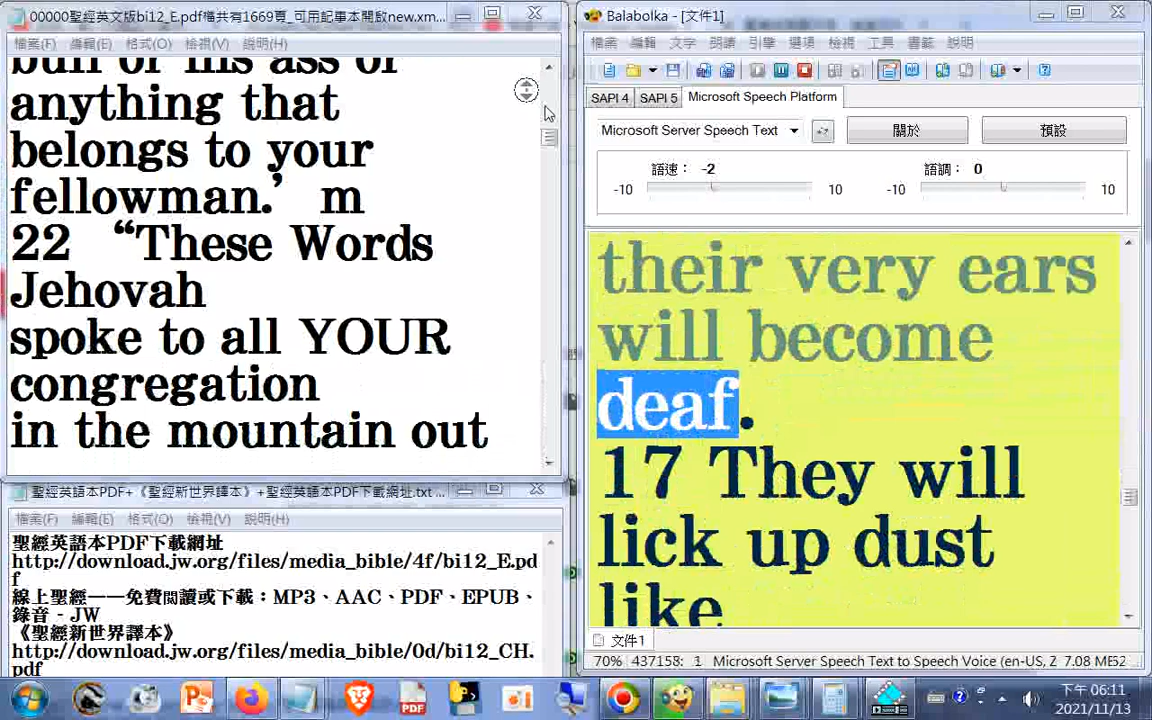 00000聖經英文版bi12_E.pdf檔共有1669頁_可用記事本開啟new.xm...
檔案(F) 編輯(E) 格式(O) 檢視(V) 說明(H)
bull or his ass or
anything that
belongs to your
fellowman.’ m
22 “These Words
Jehovah
spoke to all YOUR
congregation
in the mountain out
聖經英語本PDF+《聖經新世界譯本》+聖經英語本PDF下載網址.txt ...
檔案(F) 編輯(E) 格式(O) 檢視(V) 說明(H)
聖經英語本PDF下載網址
http://download.jw.org/files/media_bible/4f/bi12_E.pd
f
線上聖經——免費閱讀或下載：MP3、AAC、PDF、EPUB、
錄音 - JW
《聖經新世界譯本》
http://download.jw.org/files/media_bible/0d/bi12_CH.
pdf
Balabolka - [文件1]
檔案 編輯 文字 朗讀 引擎 選項 檢視 工具 書籤 說明
SAPI 4 SAPI 5 Microsoft Speech Platform
Microsoft Server Speech Text 關於 預設
語速： -2 語調： 0
-10 10 -10 10
their very ears
will become
deaf.
17 They will
lick up dust
like
文件1
70% 437158: 1 Microsoft Server Speech Text to Speech Voice (en-US, Z 7.08 ME52
PDF
下午 06:11
2021/11/13